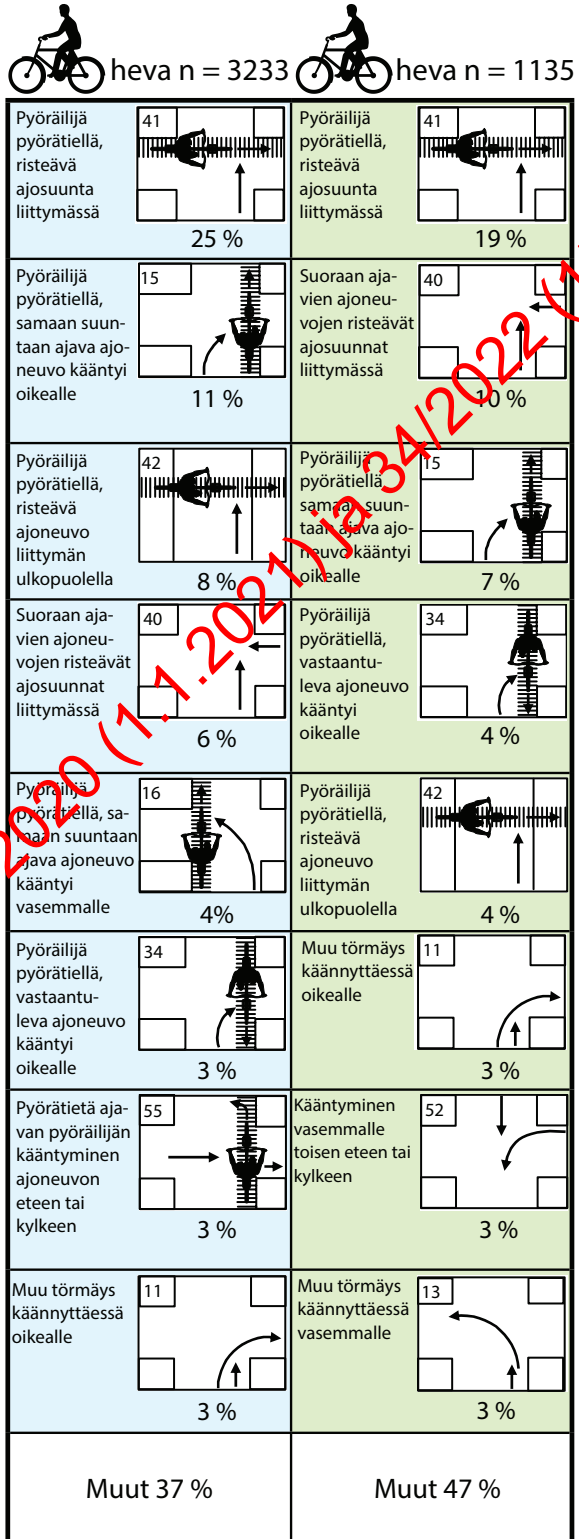 heva n = 3233
heva n = 1135
Pyöräilijä
pyörätiellä,
risteävä
ajosuunta
liittymässä
41
25 %
Pyöräilijä
pyörätiellä,
risteävä
ajosuunta
liittymässä
41
19 %
Pyöräilijä
pyörätiellä,
samaan suun-
taan ajava ajo-
neuvo kääntyi
oikealle
15
11 %
Suoraan aja-
vien ajoneu-
vojen risteävät
ajosuunnat
liittymässä
40
10 %
Pyöräilijä
pyörätiellä,
risteävä
ajoneuvo
liittymän
ulkopuolella
42
8 %
Pyöräilijä
pyörätiellä,
samaan suun-
taan ajava ajo-
neuvo kääntyi
oikealle
15
7 %
Suoraan aja-
vien ajoneu-
vojen risteävät
ajosuunnat
liittymässä
40
6 %
Pyöräilijä
pyörätiellä,
vastaantu-
leva ajoneuvo
kääntyi
oikealle
34
4 %
Pyöräilijä
pyörätiellä, sa-
maan suuntaan
ajava ajoneuvo
kääntyi
vasemmalle
16
4%
Pyöräilijä
pyörätiellä,
risteävä
ajoneuvo
liittymän
ulkopuolella
42
4 %
Pyöräilijä
pyörätiellä,
vastaantu-
leva ajoneuvo
kääntyi
oikealle
34
3 %
Muu törmäys
käännyttäessä
oikealle
11
3 %
Pyörätietä aja-
van pyöräilijän
kääntyminen
ajoneuvon
eteen tai
kylkeen
55
3 %
Kääntyminen
vasemmalle
toisen eteen tai
kylkeen
52
3 %
Muu törmäys
käännyttäessä
oikealle
11
3 %
Muu törmäys
käännyttäessä
vasemmalle
13
3 %
Muut 37 %
Muut 47 %
2020 (1.1.2021) ja 34/2022 (1